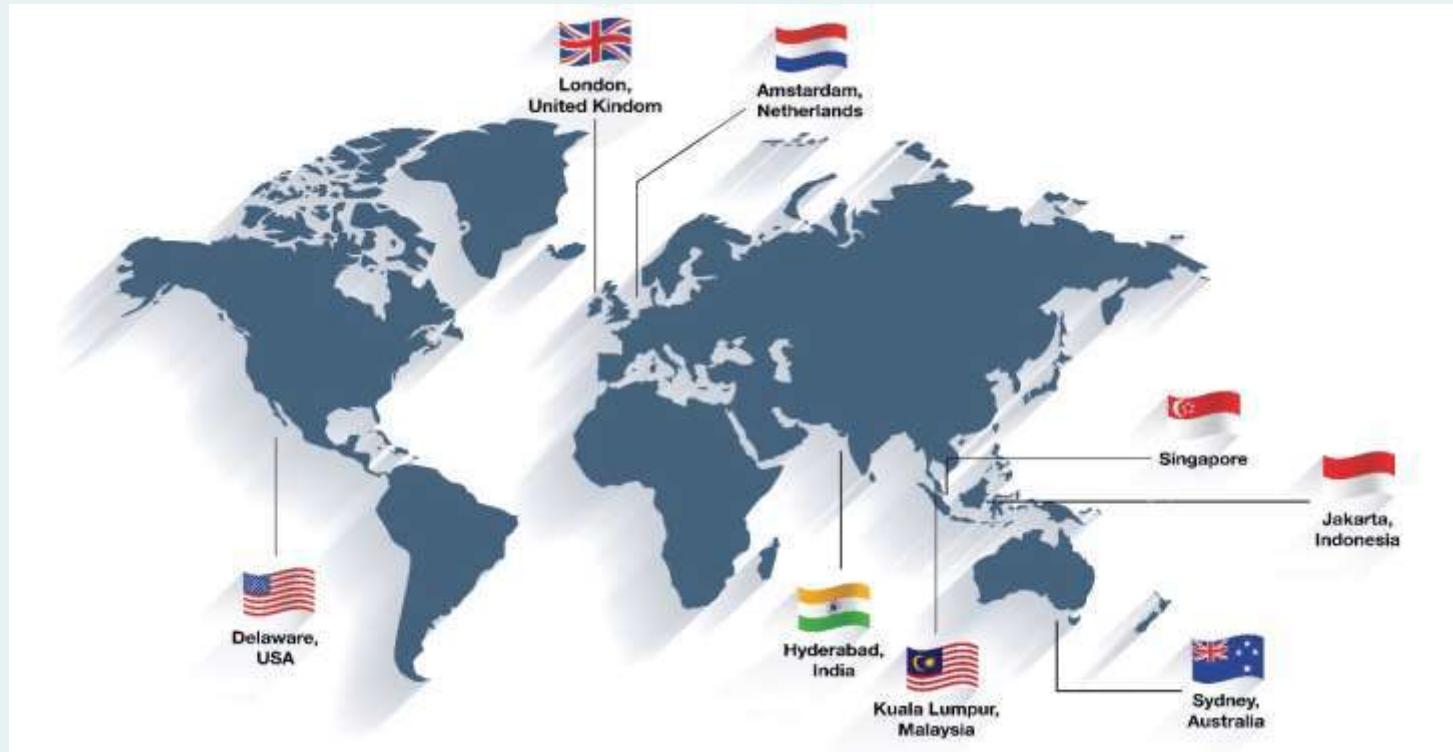 London,
United Kindom
Amstardam,
Netherlands
Singapore
Jakarta,
Indonesia
Delaware,
USA
Hyderabad,
India
Kuala Lumpur,
Malaysia
Sydney,
Australia